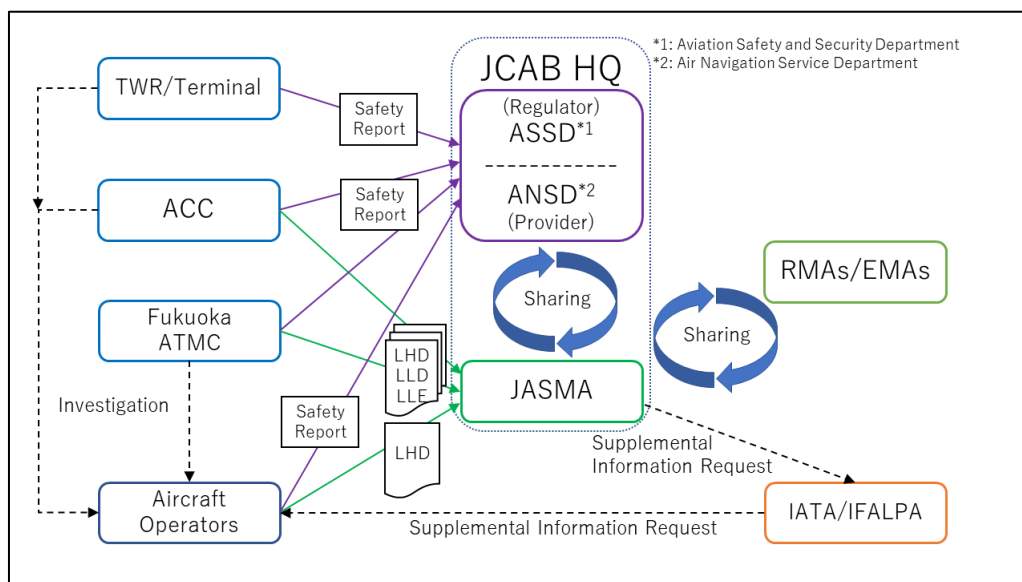 *1: Aviation Safety and Security Department
*2: Air Navigation Service Department
JCAB HQ
TWR/Terminal
Safety
Report
(Regulator)
ASSD*1
ACC
Safety
Report
ANSD*2
(Provider)
RMAs/EMAs
Sharing
Fukuoka
ATMC
Sharing
LHD
LLD
LLE
JASMA
Investigation
Safety
Report
LHD
Supplemental
Information Request
Aircraft
Operators
Supplemental Information Request
IATA/IFALPA